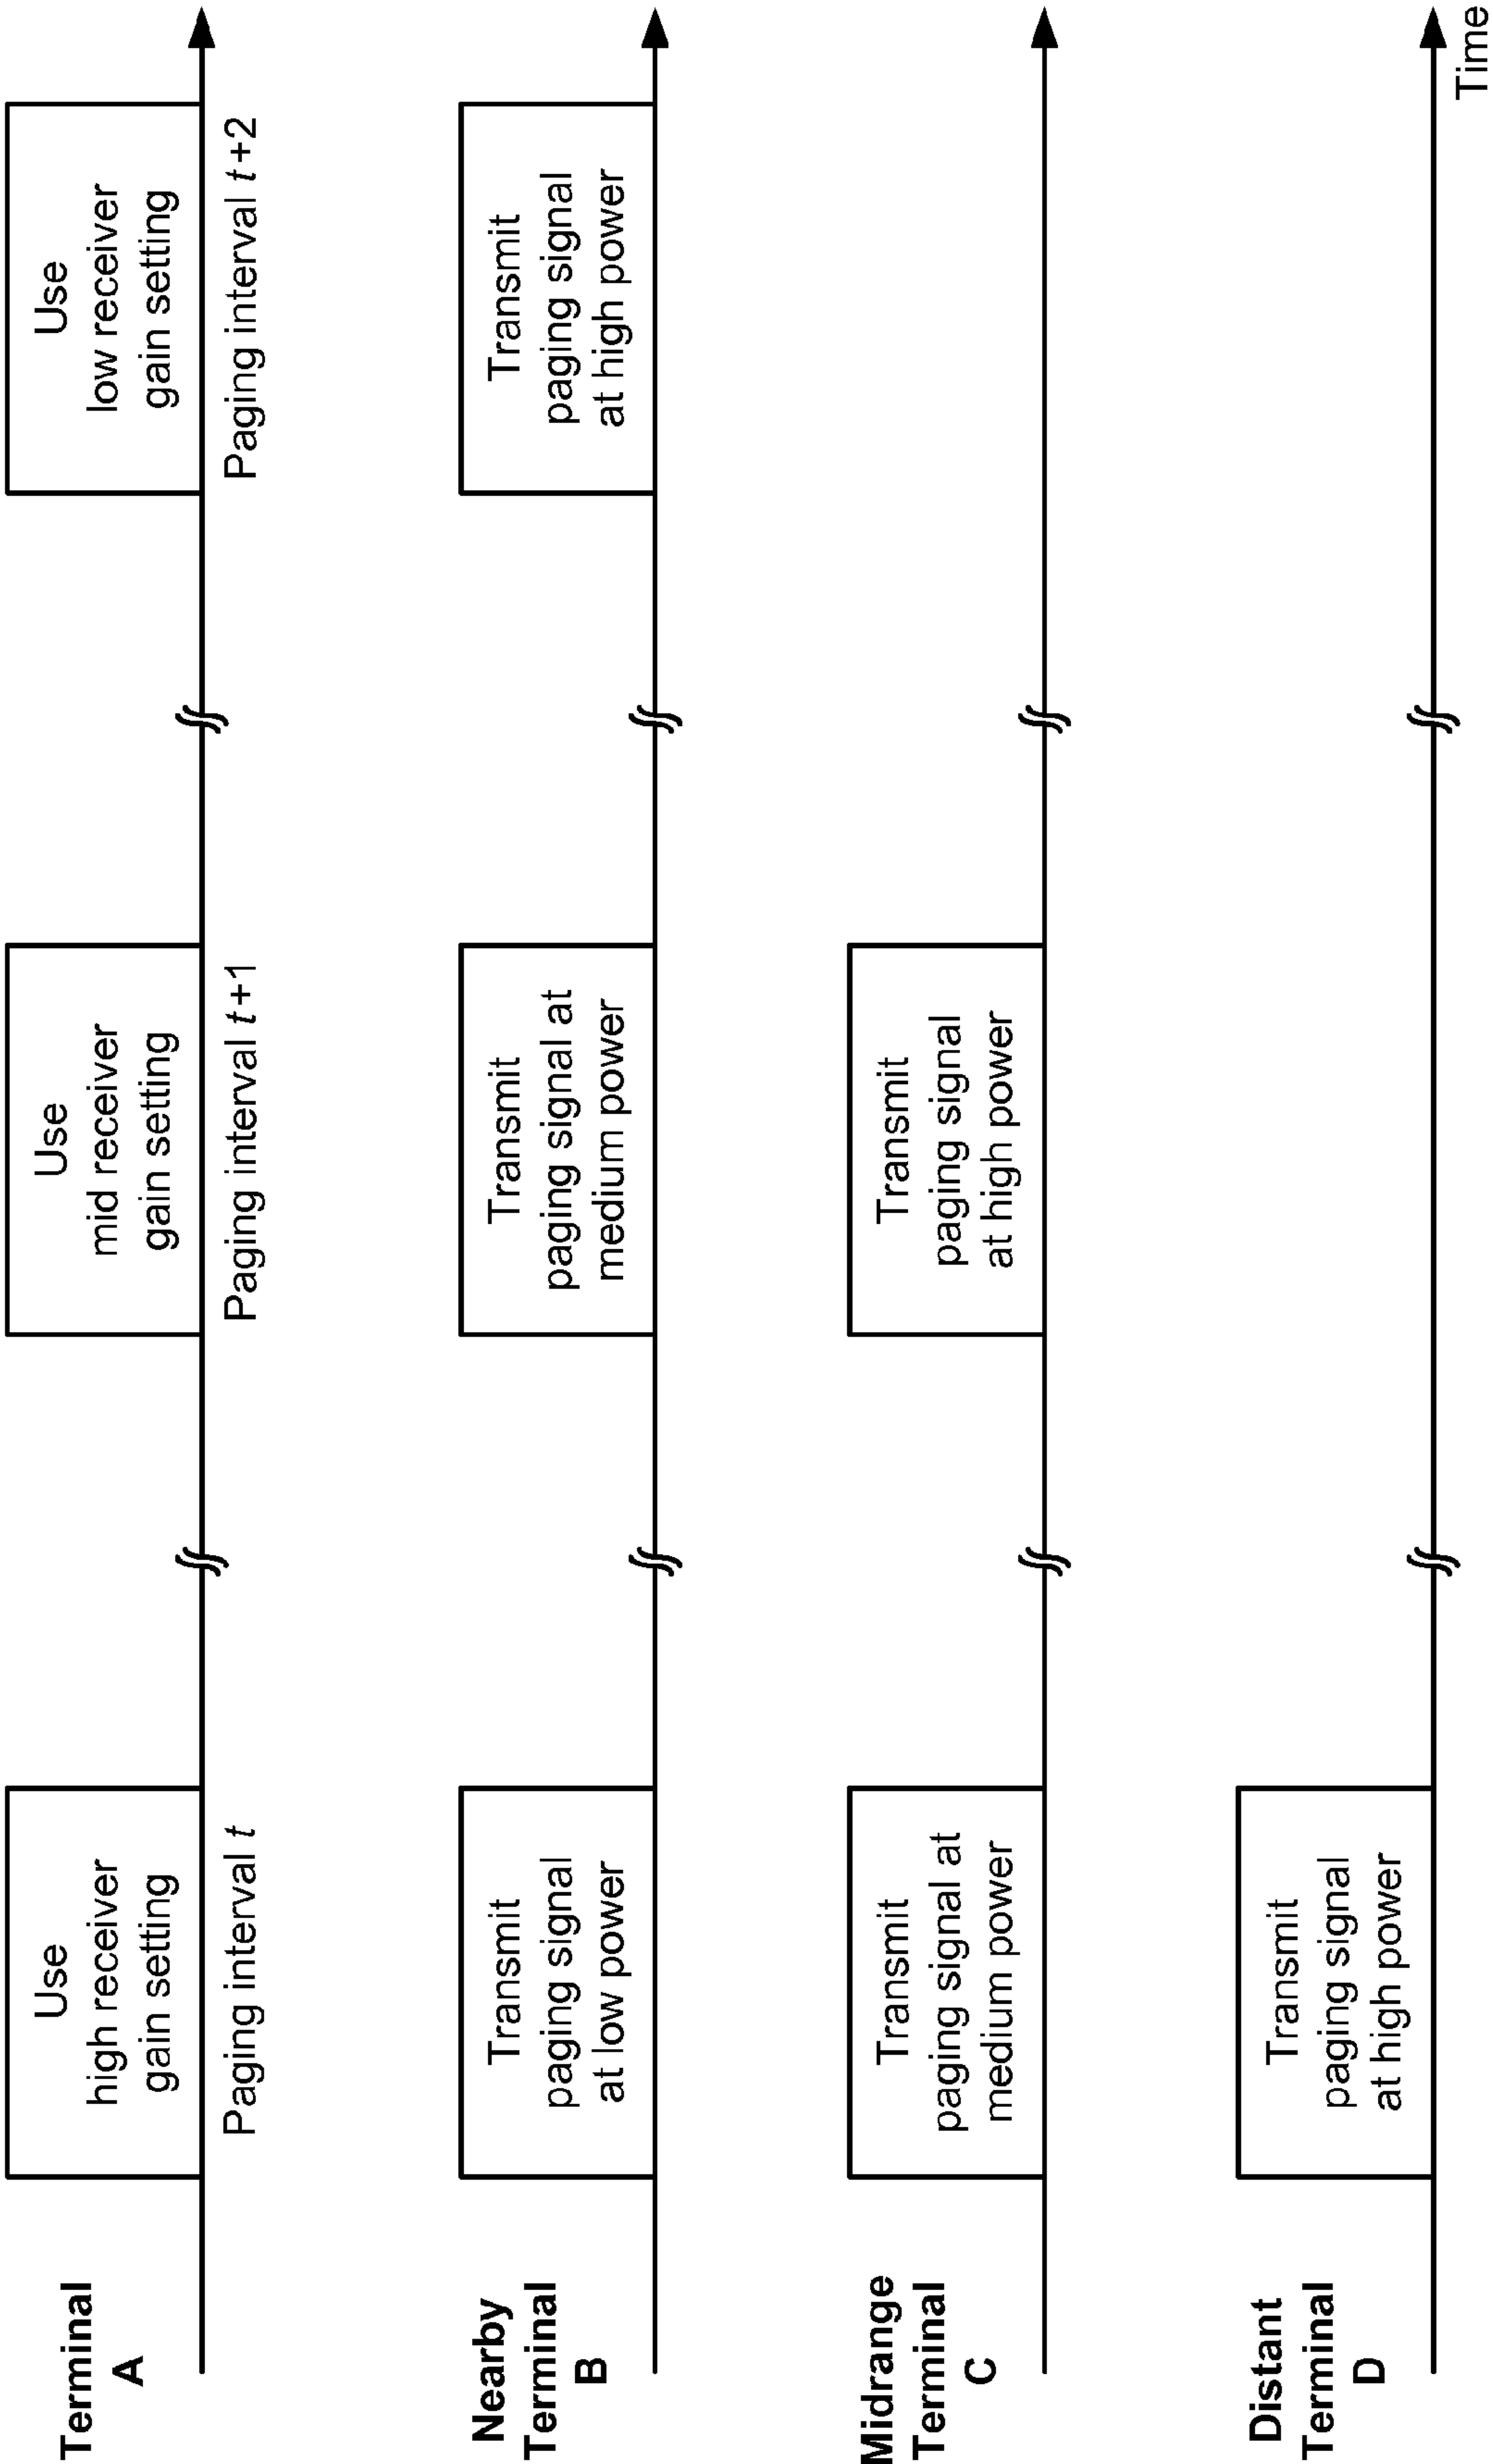 Terminal
A
Use
high receiver
gain setting
Use
mid receiver
gain setting
Use
low receiver
gain setting
Paging interval t
Paging interval t+1
Paging interval t+2
Nearby
Terminal
B
Transmit
paging signal
at low power
Transmit
paging signal at
medium power
Transmit
paging signal
at high power
Midrange
Terminal
C
Transmit
paging signal at
medium power
Transmit
paging signal
at high power
Distant
Terminal
D
Transmit
paging signal
at high power
Time